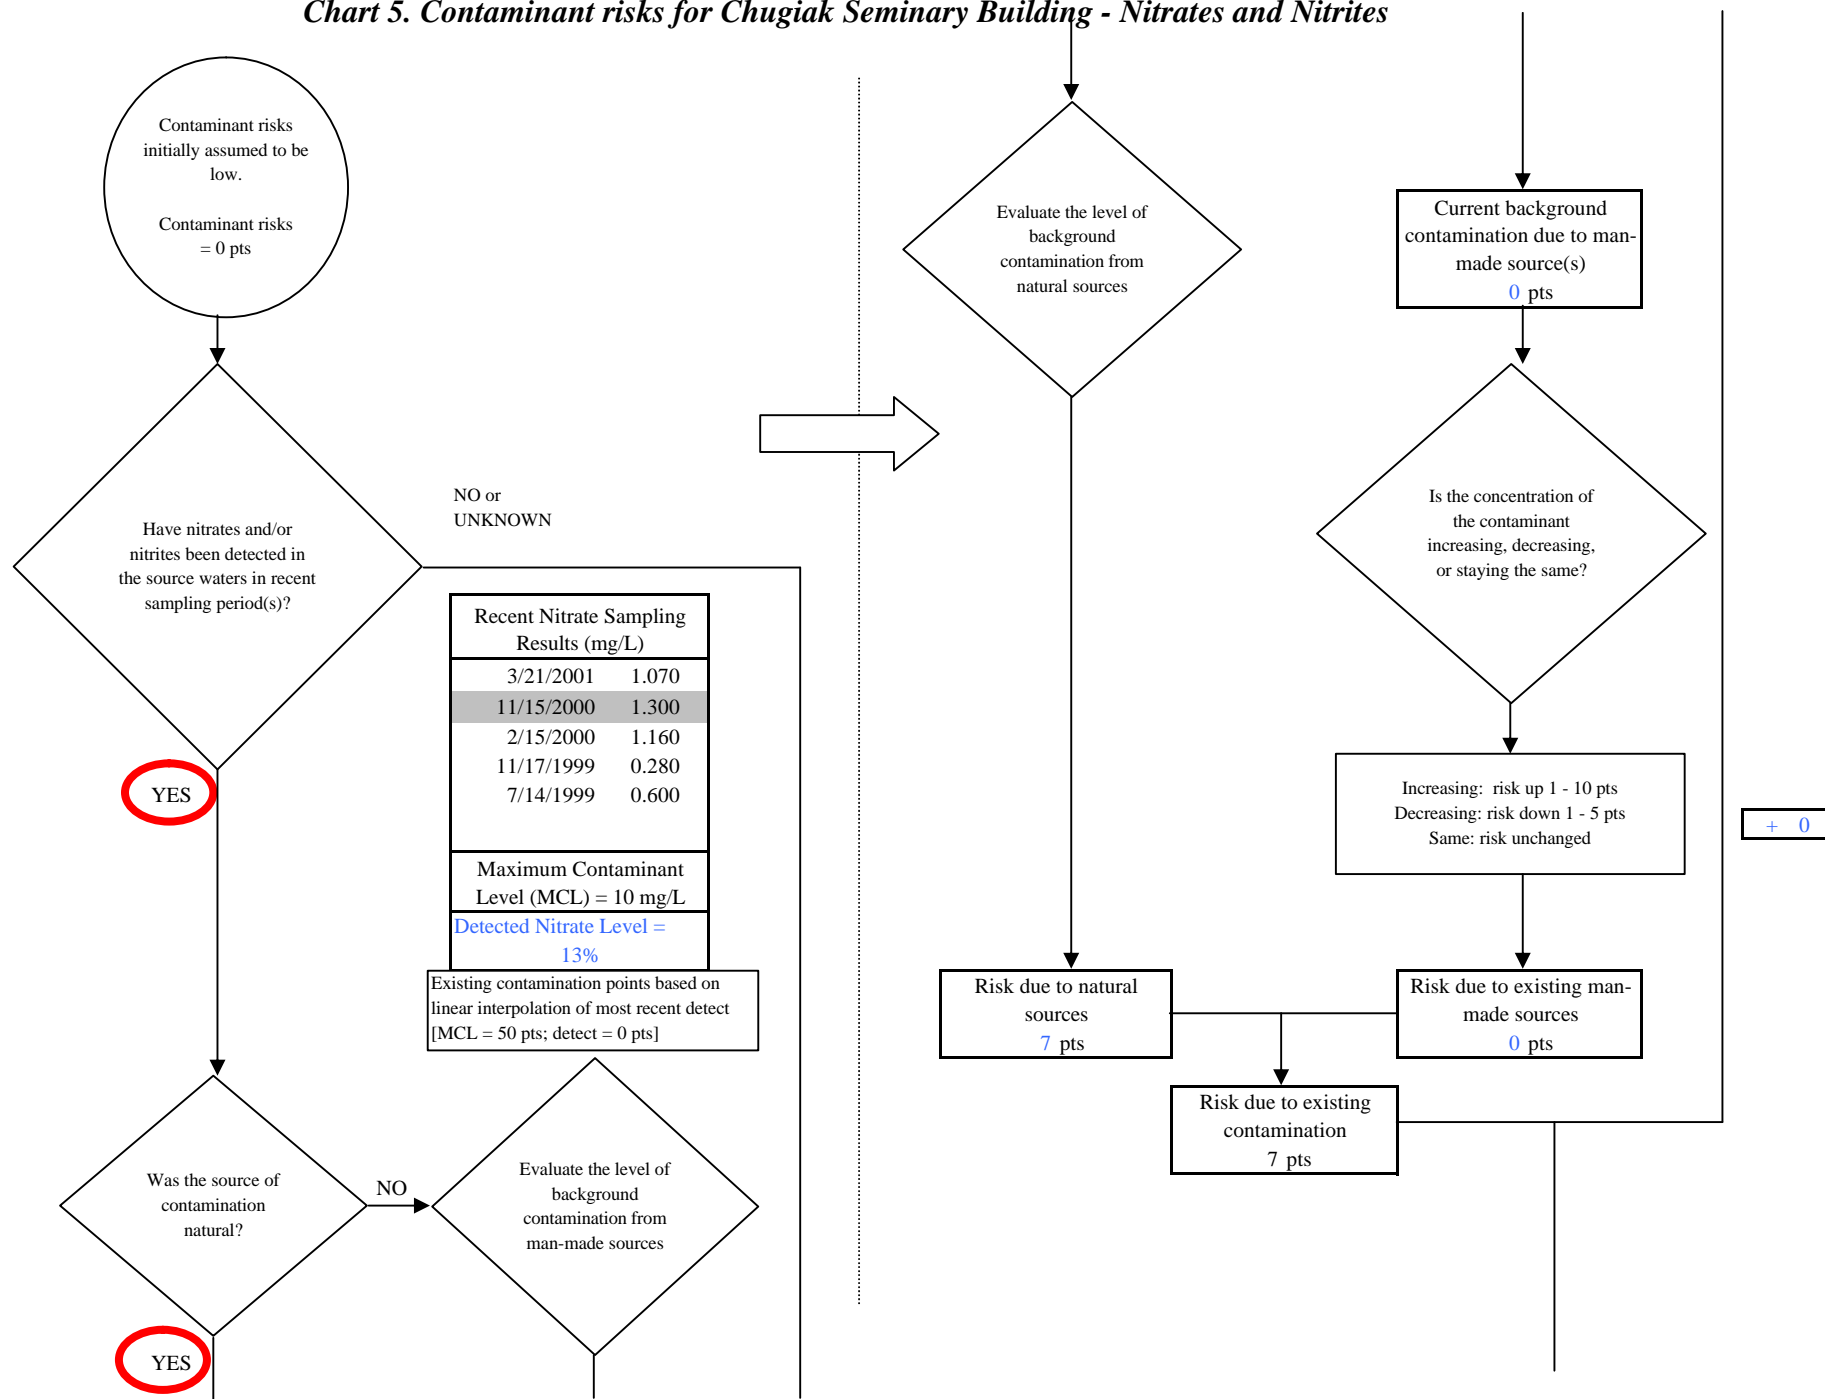 Chart 5. Contaminant risks for Chugiak Seminary Building - Nitrates and Nitrites
Contaminant risks
initially assumed to be
low.
Contaminant risks
= 0 pts
Have nitrates and/or
nitrites been detected in
the source waters in recent
sampling period(s)?
NO or
UNKNOWN
YES
Recent Nitrate Sampling
Results (mg/L)
3/21/2001 1.070
11/15/2000 1.300
2/15/2000 1.160
11/17/1999 0.280
7/14/1999 0.600
Maximum Contaminant
Level (MCL) = 10 mg/L
Detected Nitrate Level =
13%
Existing contamination points based on
linear interpolation of most recent detect
[MCL = 50 pts; detect = 0 pts]
Was the source of
contamination
natural?
NO
YES
Evaluate the level of
background
contamination from
man-made sources
Evaluate the level of
background
contamination from
natural sources
Current background
contamination due to man-
made source(s)
0 pts
Is the concentration of
the contaminant
increasing, decreasing,
or staying the same?
Increasing: risk up 1 - 10 pts
Decreasing: risk down 1 - 5 pts
Same: risk unchanged
+ 0
Risk due to natural
sources
7 pts
Risk due to existing man-
made sources
0 pts
Risk due to existing
contamination
7 pts